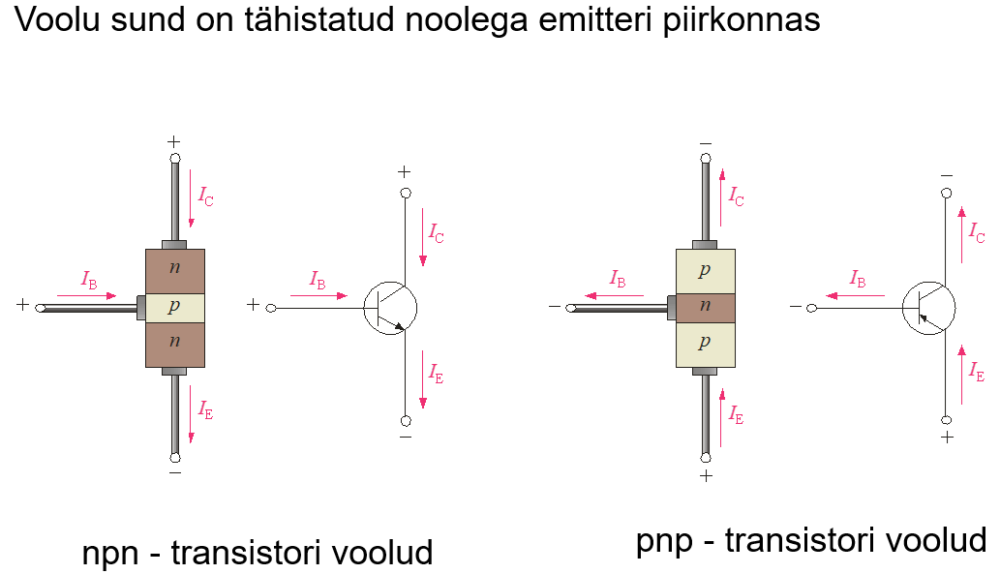 Voolu sund on tähistatud noolega emitteri piirkonnas
+ + − −
I_C I_C I_C I_C
n p
I_B I_B I_B I_B
+ p + − n −
n p
I_E I_E I_E I_E
− − + +
npn - transistori voolud
pnp - transistori voolud